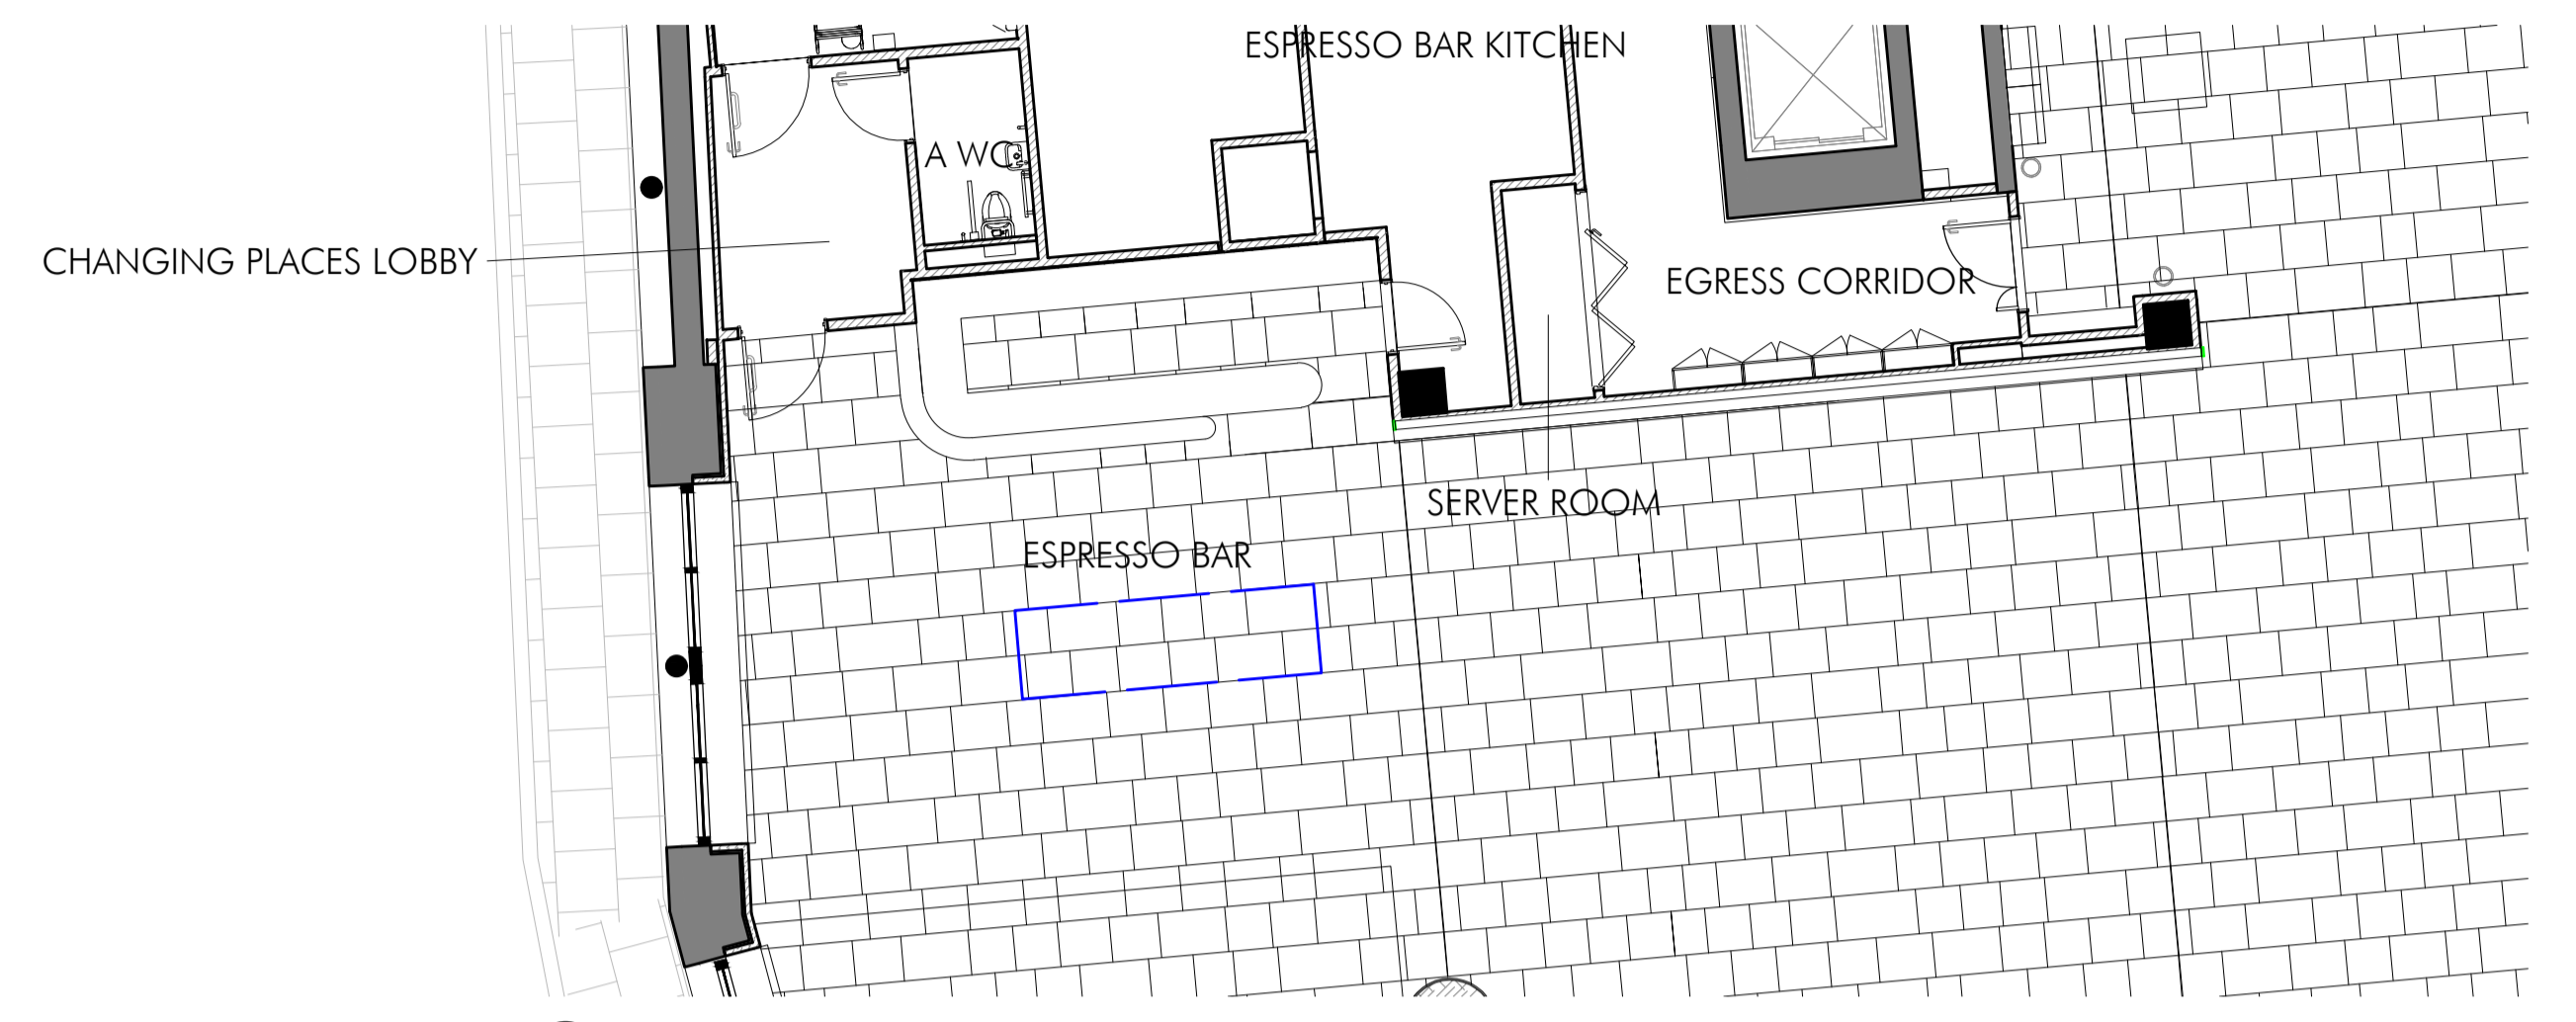 ESPRESSO BAR KITCHEN
A WC
CHANGING PLACES LOBBY
EGRESS CORRIDOR
SERVER ROOM
ESPRESSO BAR